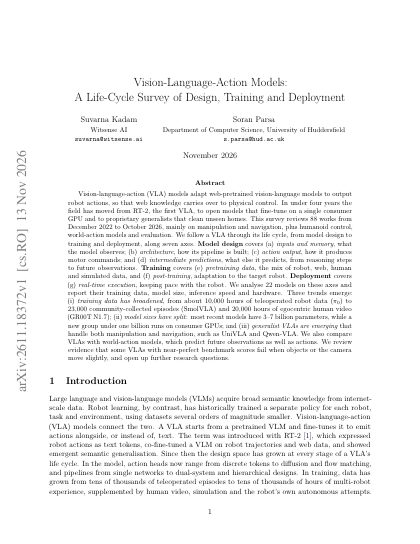 Vision-Language-Action Models:
A Life-Cycle Survey of Design, Training and Deployment
Suvarna Kadam
Witsense AI
suvarna@witsense.ai
Soran Parsa
Department of Computer Science, University of Huddersfield
s.parsa@hud.ac.uk
November 2026
arXiv:2611.18372v1 [cs.RO] 13 Nov 2026
Abstract
Vision-language-action (VLA) models adapt web-pretrained vision-language models to output
robot actions, so that web knowledge carries over to physical control. In under four years the
field has moved from RT-2, the first VLA, to open models that fine-tune on a single consumer
GPU and to proprietary generalists that clean unseen homes. This survey reviews 88 works from
December 2022 to October 2026, mainly on manipulation and navigation, plus humanoid control,
world-action models and evaluation. We follow a VLA through its life cycle, from model design to
training and deployment, along seven axes. Model design covers (a) inputs and memory, what
the model observes; (b) architecture, how its pipeline is built; (c) action output, how it produces
motor commands; and (d) intermediate predictions, what else it predicts, from reasoning steps
to future observations. Training covers (e) pretraining data, the mix of robot, web, human
and simulated data, and (f) post-training, adaptation to the target robot. Deployment covers
(g) real-time execution, keeping pace with the robot. We analyse 22 models on these axes and
report their training data, model size, inference speed and hardware. Three trends emerge:
(i) training data has broadened, from about 10,000 hours of teleoperated robot data (π0) to
23,000 community-collected episodes (SmolVLA) and 20,000 hours of egocentric human video
(GR00T N1.7); (ii) model sizes have split: most recent models have 3–7 billion parameters, while a
new group under one billion runs on consumer GPUs; and (iii) generalist VLAs are emerging that
handle both manipulation and navigation, such as UniVLA and Qwen-VLA. We also compare
VLAs with world-action models, which predict future observations as well as actions. We
review evidence that some VLAs with near-perfect benchmark scores fail when objects or the camera
move slightly, and open up further research questions.
1 Introduction
Large language and vision-language models (VLMs) acquire broad semantic knowledge from internet-
scale data. Robot learning, by contrast, has historically trained a separate policy for each robot,
task and environment, using datasets several orders of magnitude smaller. Vision-language-action
(VLA) models connect the two. A VLA starts from a pretrained VLM and fine-tunes it to emit
actions alongside, or instead of, text. The term was introduced with RT-2 [1], which expressed
robot actions as text tokens, co-fine-tuned a VLM on robot trajectories and web data, and showed
emergent semantic generalisation. Since then the design space has grown at every stage of a VLA's
life cycle. In the model, action heads now range from discrete tokens to diffusion and flow matching,
and pipelines from single networks to dual-system and hierarchical designs. In training, data has
grown from tens of thousands of teleoperated episodes to tens of thousands of hours of multi-robot
experience, supplemented by human video, simulation and the robot's own autonomous attempts.
1